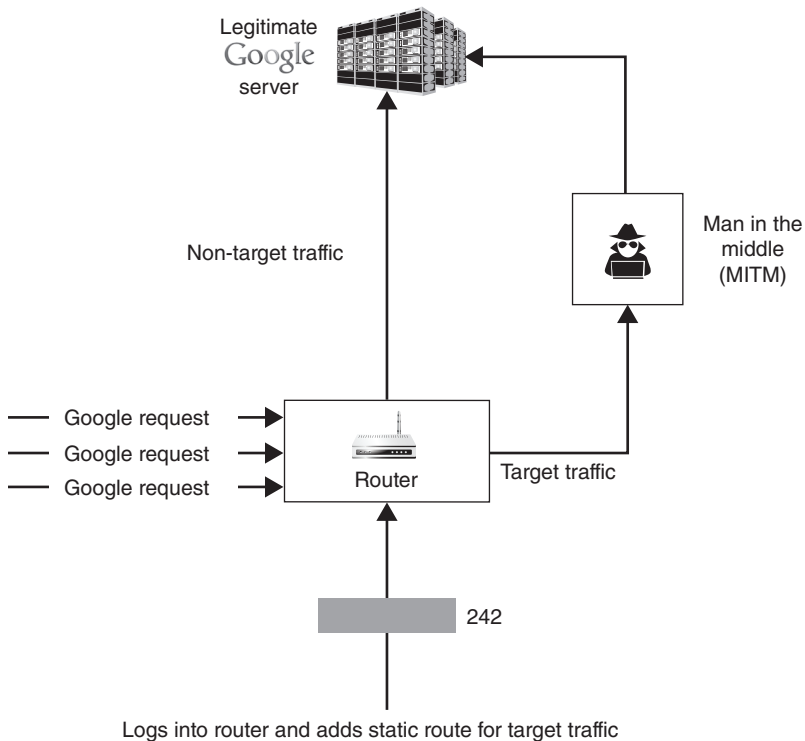 Legitimate
Google
server
Non-target traffic
Man in the
middle
(MITM)
Google request
Google request
Google request
Router
Target traffic
242
Logs into router and adds static route for target traffic